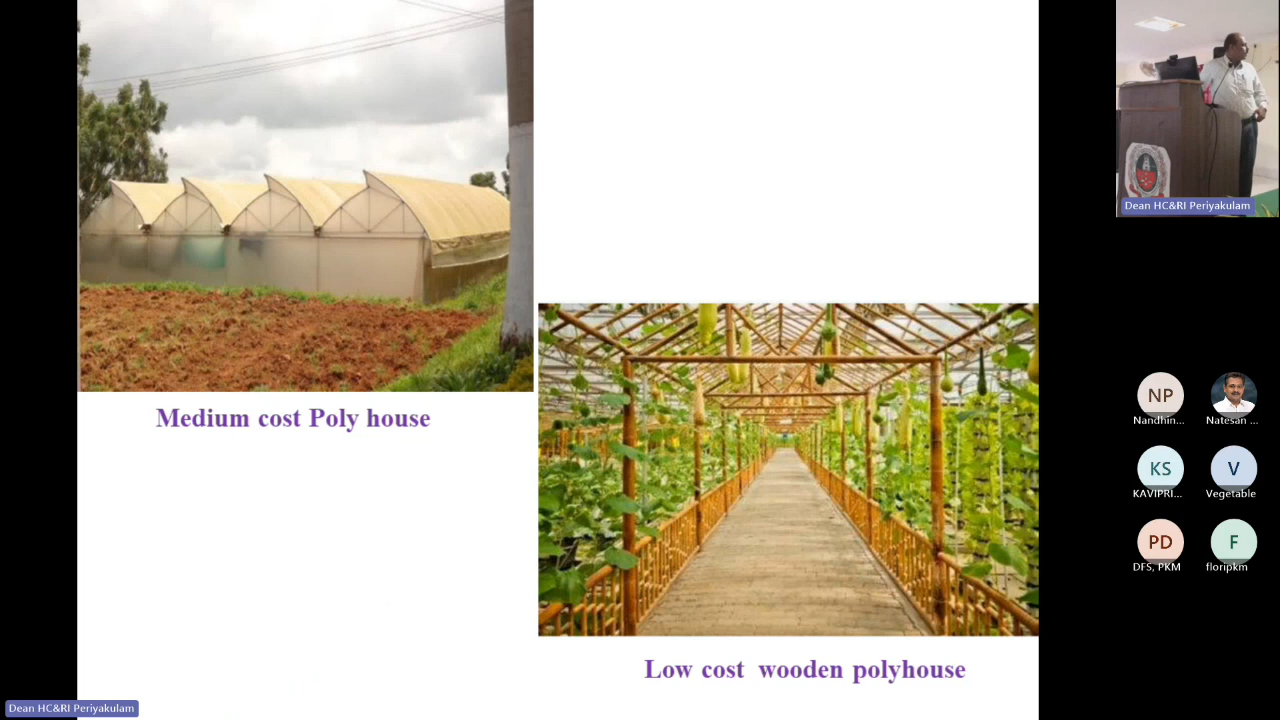 Medium cost Poly house
Low cost wooden polyhouse
Dean HC&RI Periyakulam
NP
Nandhin...
Natesan ...
KS
KAVIPRI...
V
Vegetable
PD
DFS, PKM
F
floripkm
Dean HC&RI Periyakulam